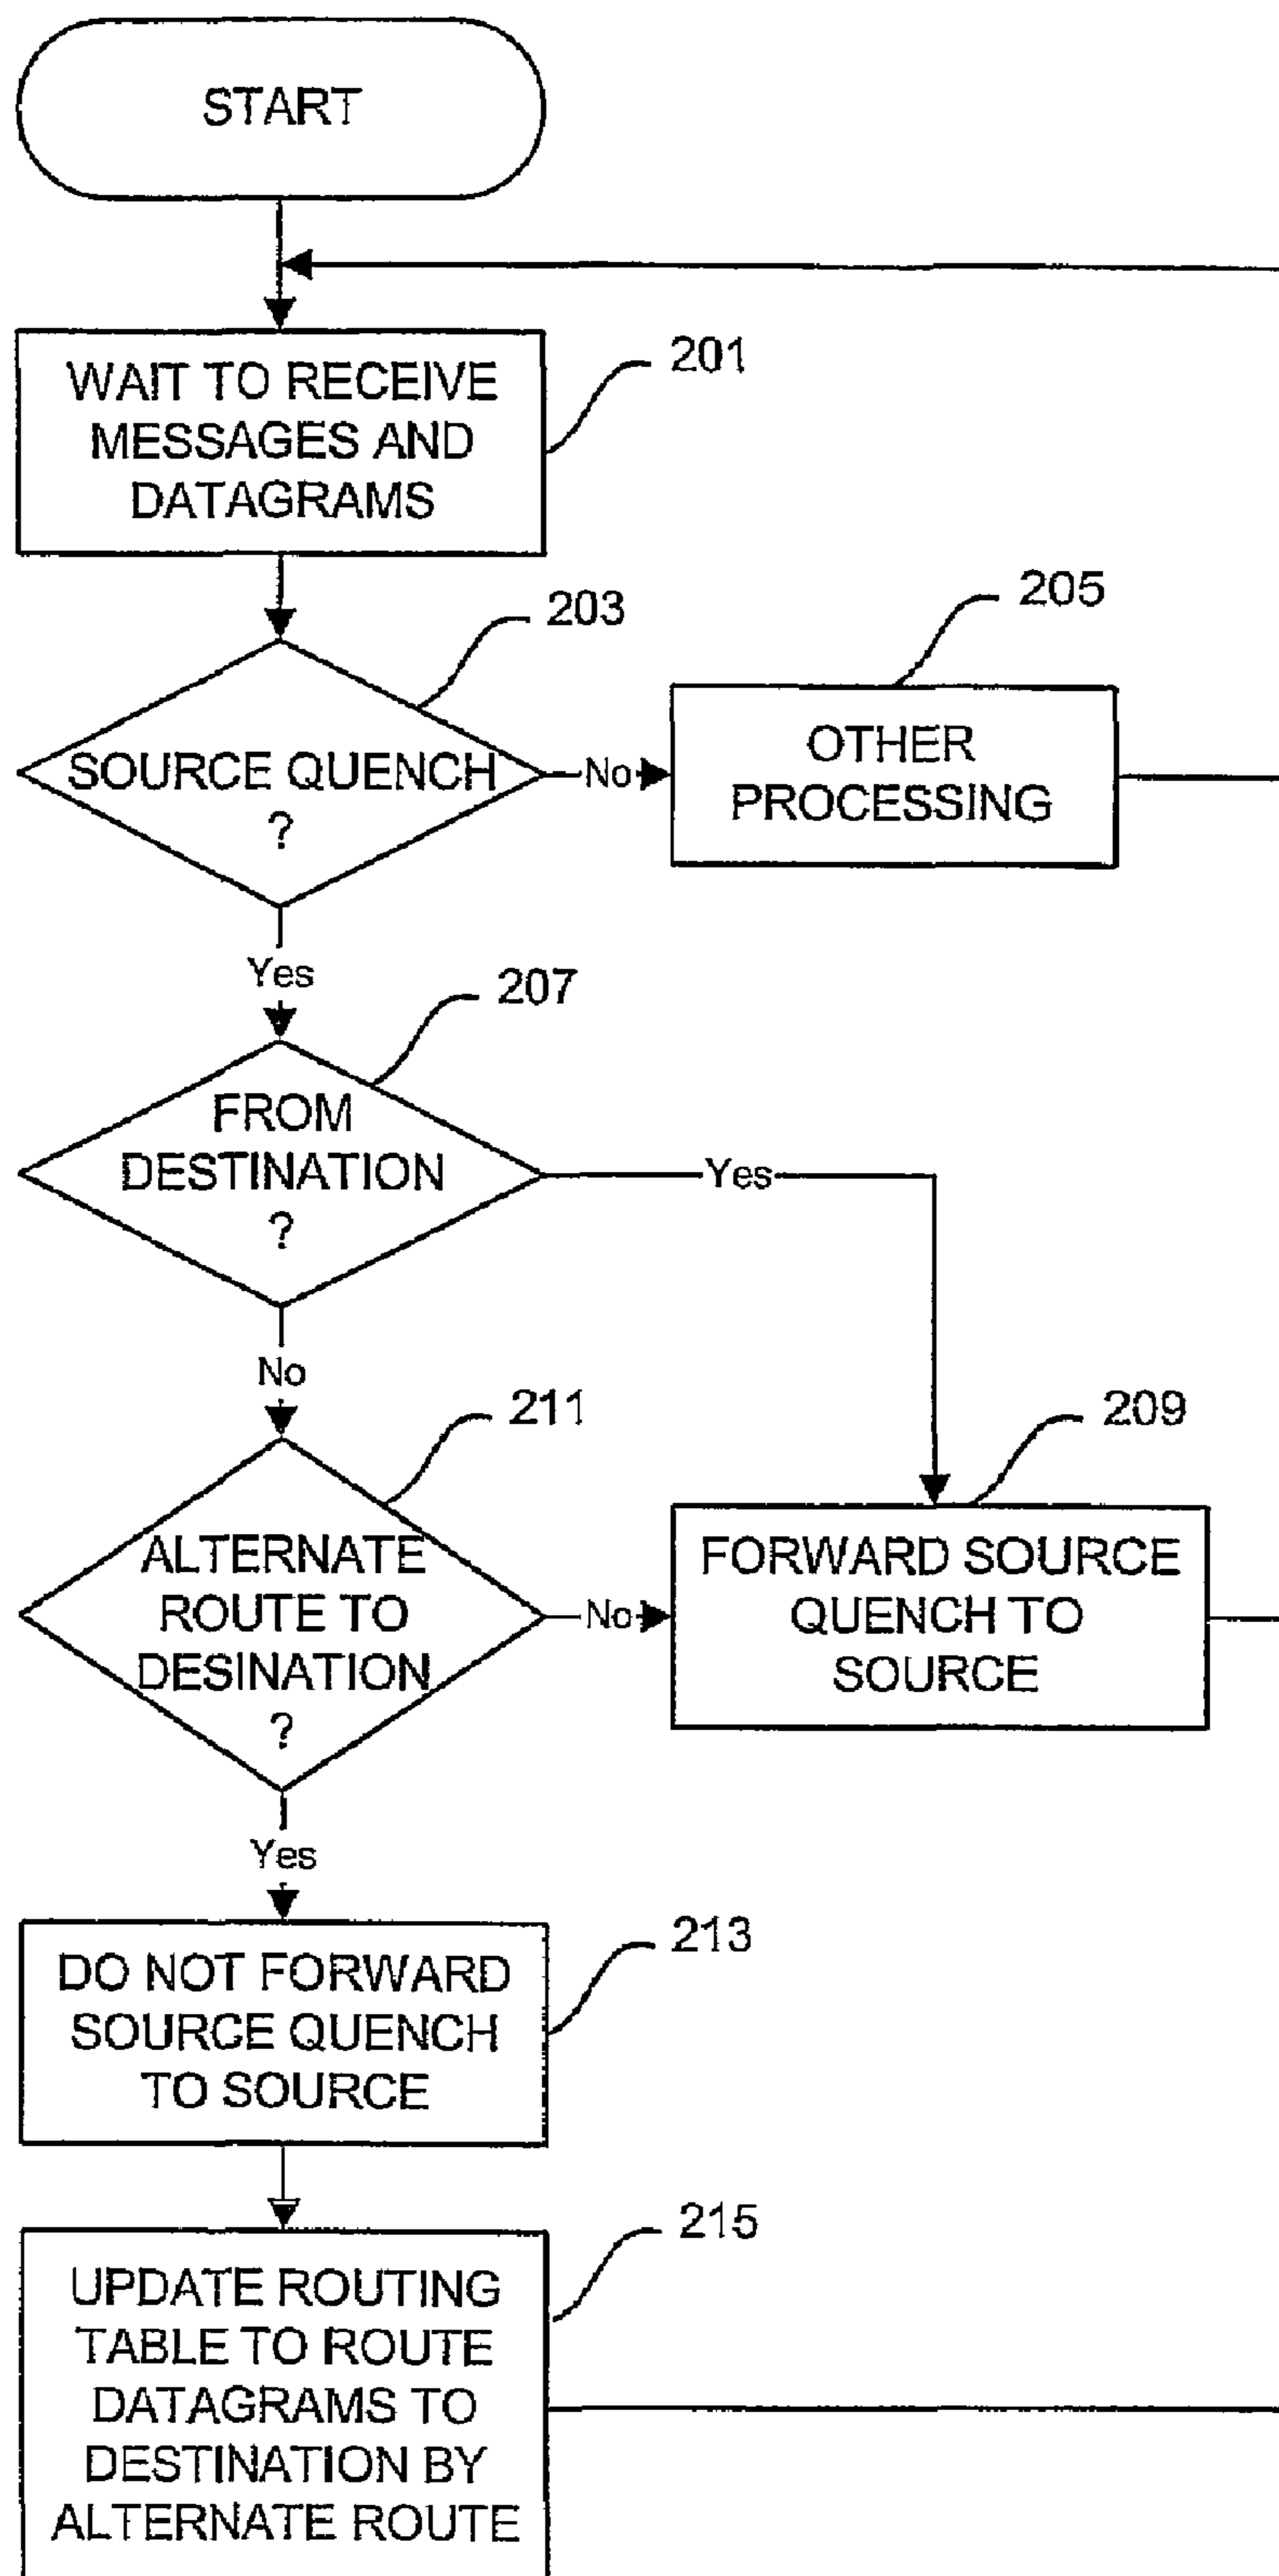 START
WAIT TO RECEIVE
MESSAGES AND
DATAGRAMS
201
SOURCE QUENCH
?
203
No
OTHER
PROCESSING
205
Yes
FROM
DESTINATION
?
207
Yes
No
ALTERNATE
ROUTE TO
DESINATION
?
211
No
FORWARD SOURCE
QUENCH TO
SOURCE
209
Yes
DO NOT FORWARD
SOURCE QUENCH
TO SOURCE
213
UPDATE ROUTING
TABLE TO ROUTE
DATAGRAMS TO
DESTINATION BY
ALTERNATE ROUTE
215